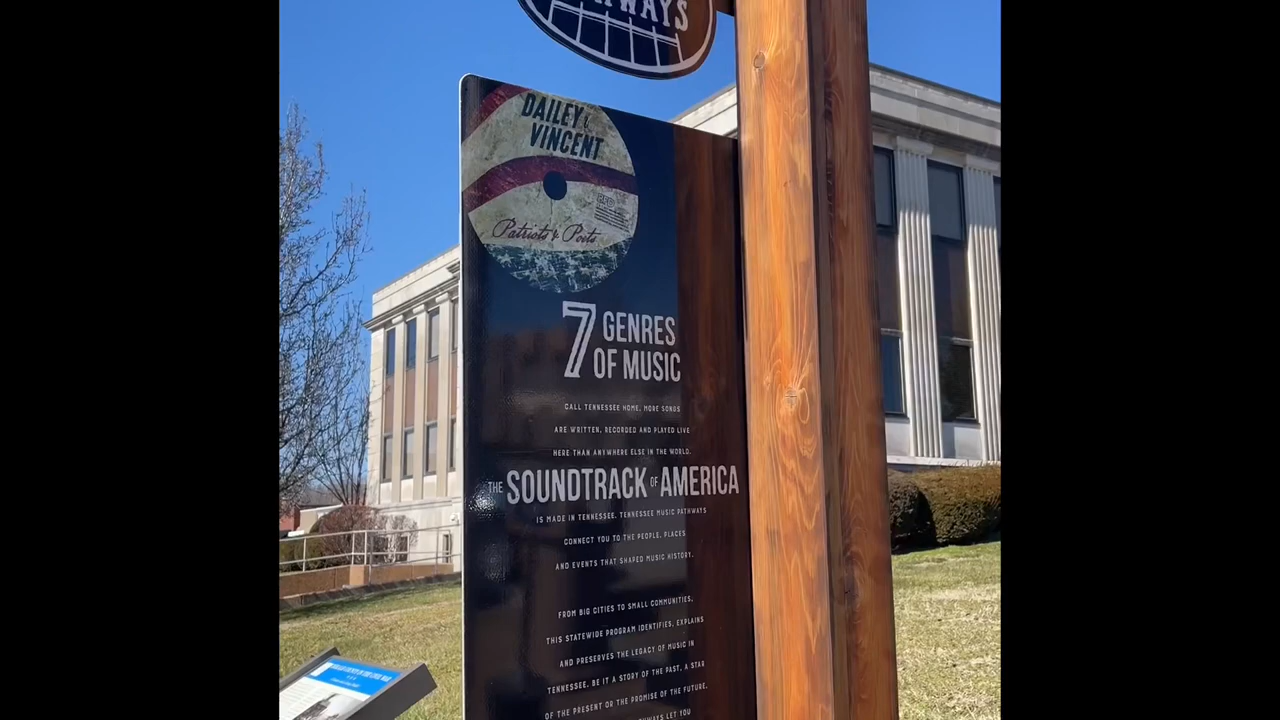 WAYS
DAILEY &
VINCENT
Patriots & Poets
7 GENRES
OF MUSIC
CALL TENNESSEE HOME. MORE SONGS
ARE WRITTEN, RECORDED AND PLAYED LIVE
HERE THAN ANYWHERE ELSE IN THE WORLD.
THE SOUNDTRACK OF AMERICA
IS MADE IN TENNESSEE. TENNESSEE MUSIC PATHWAYS
CONNECT YOU TO THE PEOPLE, PLACES
AND EVENTS THAT SHAPED MUSIC HISTORY.
FROM BIG CITIES TO SMALL COMMUNITIES,
THIS STATEWIDE PROGRAM IDENTIFIES, EXPLAINS
AND PRESERVES THE LEGACY OF MUSIC IN
TENNESSEE. BE IT A STORY OF THE PAST, A STAR
OF THE PRESENT OR THE PROMISE OF THE FUTURE,
LET YOU